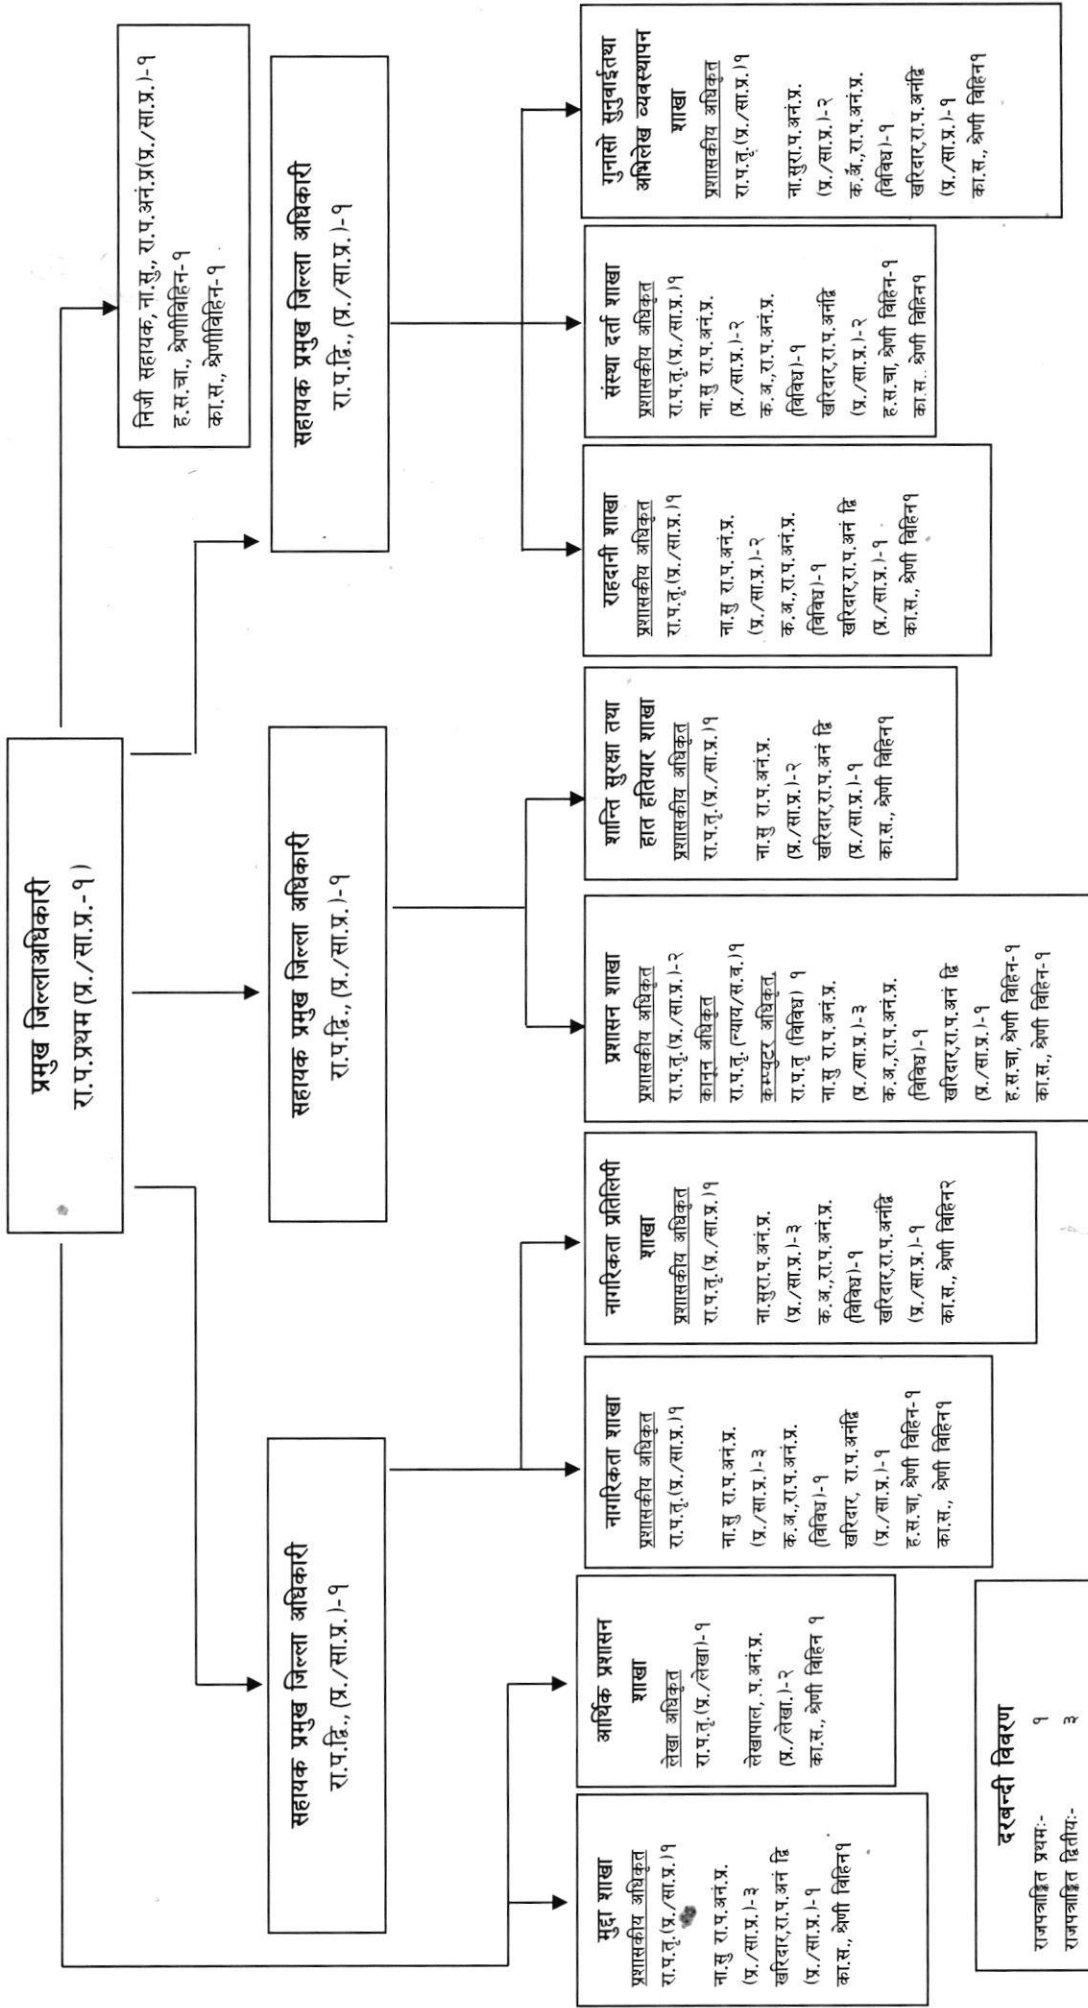 प्रमुख जिल्लाअधिकारी
रा.प.प्रथम (प्र./सा.प्र.-१)
निजी सहायक, ना.सु., रा.प.अनं.प्र(प्र./सा.प्र.)-१
ह.स.चा., श्रेणीविहिन-१
का.स., श्रेणीविहिन-१
सहायक प्रमुख जिल्ला अधिकारी
रा.प.द्वि., (प्र./सा.प्र.)-१
सहायक प्रमुख जिल्ला अधिकारी
रा.प.द्वि., (प्र./सा.प्र.)-१
सहायक प्रमुख जिल्ला अधिकारी
रा.प.द्वि., (प्र./सा.प्र.)-१
मुद्दा शाखा
प्रशासकीय अधिकृत
रा.प.तृ.(प्र./सा.प्र.)१
ना.सु रा.प.अनं.प्र.
(प्र./सा.प्र.)-३
खरिदार,रा.प.अनं द्वि
(प्र./सा.प्र.)-१
का.स., श्रेणी विहिन१
आर्थिक प्रशासन
शाखा
लेखा अधिकृत
रा.प.तृ.(प्र./लेखा)-१
लेखापाल, .प.अनं.प्र.
(प्र./लेखा.)-२
का.स., श्रेणी विहिन १
नागरिकता शाखा
प्रशासकीय अधिकृत
रा.प.तृ.(प्र./सा.प्र.)१
ना.सु रा.प.अनं.प्र.
(प्र./सा.प्र.)-३
क.अ.,रा.प.अनं.प्र.
(विविध)-१
खरिदार, रा.प.अनंद्वि
(प्र./सा.प्र.)-१
ह.स.चा, श्रेणी विहिन-१
का.स., श्रेणी विहिन१
नागरिकता प्रतिलिपी
शाखा
प्रशासकीय अधिकृत
रा.प.तृ.(प्र./सा.प्र.)१
ना.सुरा.प.अनं.प्र.
(प्र./सा.प्र.)-३
क.अ.,रा.प.अनं.प्र.
(विविध)-१
खरिदार,रा.प.अनंद्वि
(प्र./सा.प्र.)-१
का.स., श्रेणी विहिन२
प्रशासन शाखा
प्रशासकीय अधिकृत
रा.प.तृ.(प्र./सा.प्र.)-२
कानून अधिकृत
रा.प.तृ.(न्याय/स.व.)१
कम्प्युटर अधिकृत.
रा.प.तृ (विविध) १
ना.सु रा.प.अनं.प्र.
(प्र./सा.प्र.)-३
क.अ.,रा.प.अनं.प्र.
(विविध)-१
खरिदार,रा.प.अनं द्वि
(प्र./सा.प्र.)-१
ह.स.चा, श्रेणी विहिन-१
का.स., श्रेणी विहिन-१
शान्ति सुरक्षा तथा
हात हतियार शाखा
प्रशासकीय अधिकृत
रा.प.तृ.(प्र./सा.प्र.)१
ना.सु रा.प.अनं.प्र.
(प्र./सा.प्र.)-२
खरिदार,रा.प.अनं द्वि
(प्र./सा.प्र.)-१
का.स., श्रेणी विहिन१
राहदानी शाखा
प्रशासकीय अधिकृत
रा.प.तृ.(प्र./सा.प्र.)१
ना.सु रा.प.अनं.प्र.
(प्र./सा.प्र.)-२
क.अ.,रा.प.अनं.प्र.
(विविध)-१
खरिदार,रा.प.अनं द्वि
(प्र./सा.प्र.)-१
का.स., श्रेणी विहिन१
संस्था दर्ता शाखा
प्रशासकीय अधिकृत
रा.प.तृ.(प्र./सा.प्र.)१
ना.सु रा.प.अनं.प्र.
(प्र./सा.प्र.)-२
क.अ.,रा.प.अनं.प्र.
(विविध)-१
खरिदार,रा.प.अनंद्वि
(प्र./सा.प्र.)-२
ह.स.चा, श्रेणी विहिन-१
का.स.. श्रेणी विहिन१
गुनासो सुनुवाईतथा
अभिलेख व्यवस्थापन
शाखा
प्रशासकीय अधिकृत
रा.प.तृ.(प्र./सा.प्र.)१
ना.सुरा.प.अनं.प्र.
(प्र./सा.प्र.)-२
क.अं.,रा.प.अनं.प्र.
(विविध)-१
खरिदार,रा.प.अनंद्वि
(प्र./सा.प्र.)-१
का.स., श्रेणी विहिन१
दरबन्दी विवरण
राजपत्राङ्कित प्रथमः- १
राजपत्राङ्कित द्वितीयः- ३